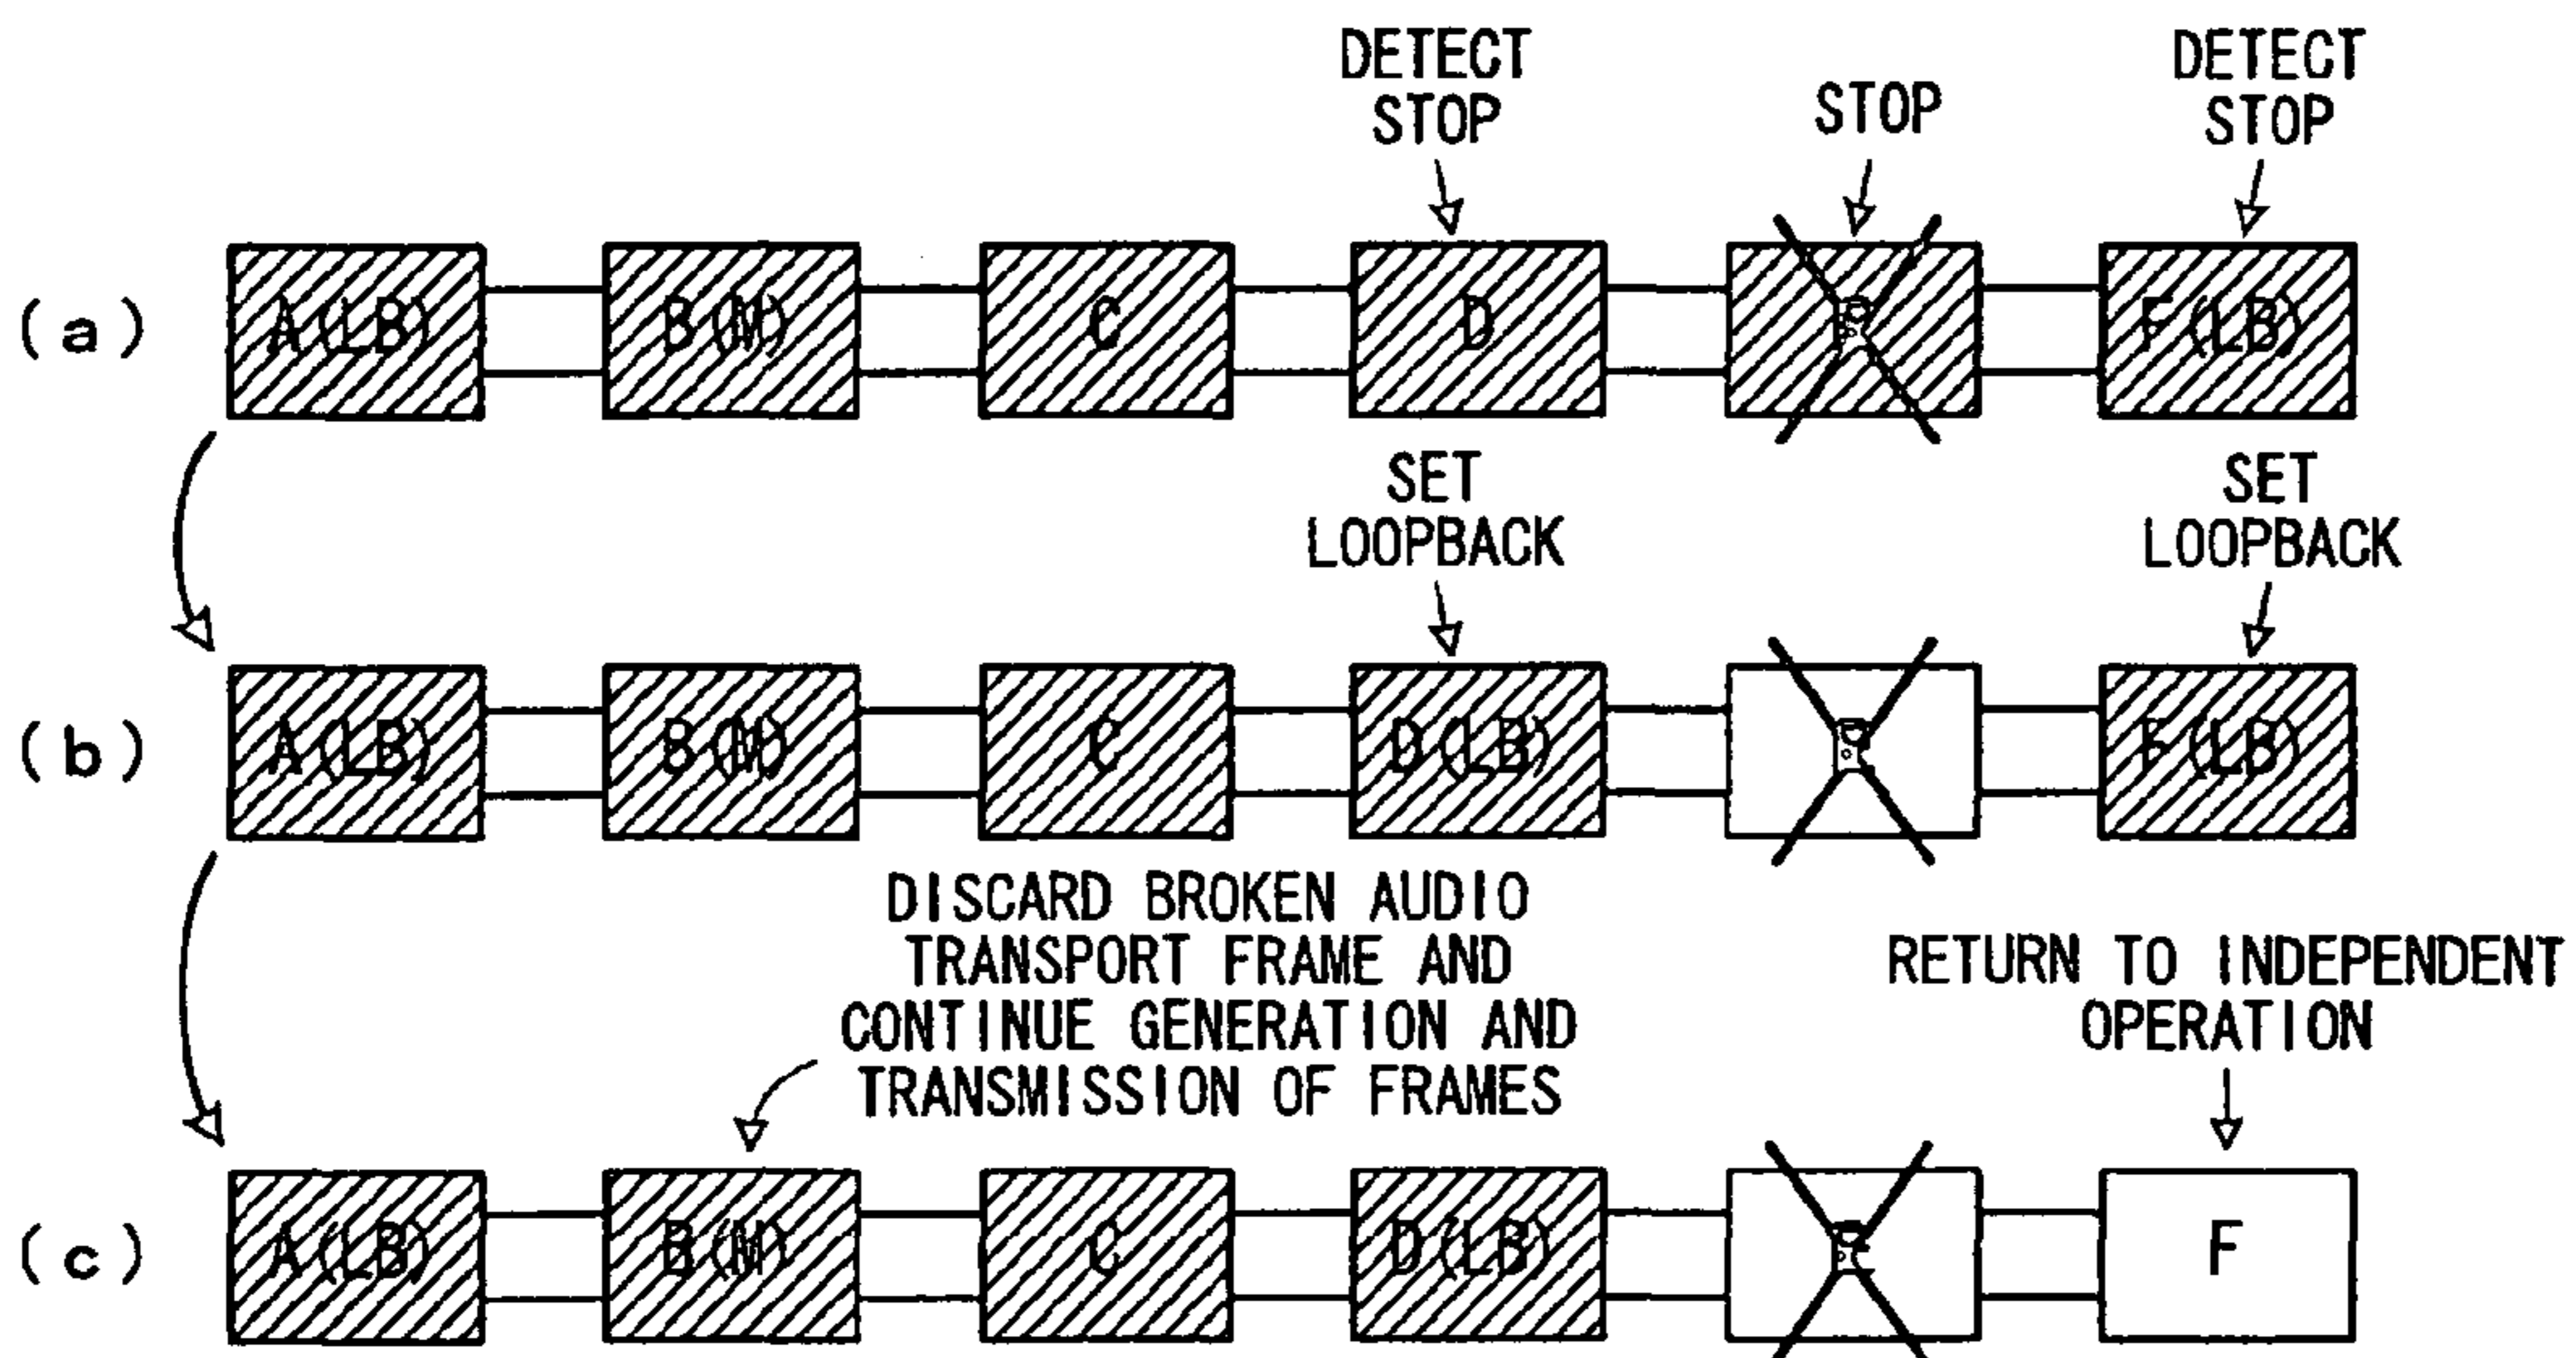 DETECT
STOP
STOP
DETECT
STOP
(a)
A(LB)
B(M)
C
D
F(LB)
SET
LOOPBACK
SET
LOOPBACK
(b)
A(LB)
B(M)
C
D(LB)
F(LB)
DISCARD BROKEN AUDIO
TRANSPORT FRAME AND
CONTINUE GENERATION AND
TRANSMISSION OF FRAMES
RETURN TO INDEPENDENT
OPERATION
(c)
A(LB)
B(M)
C
D(LB)
F